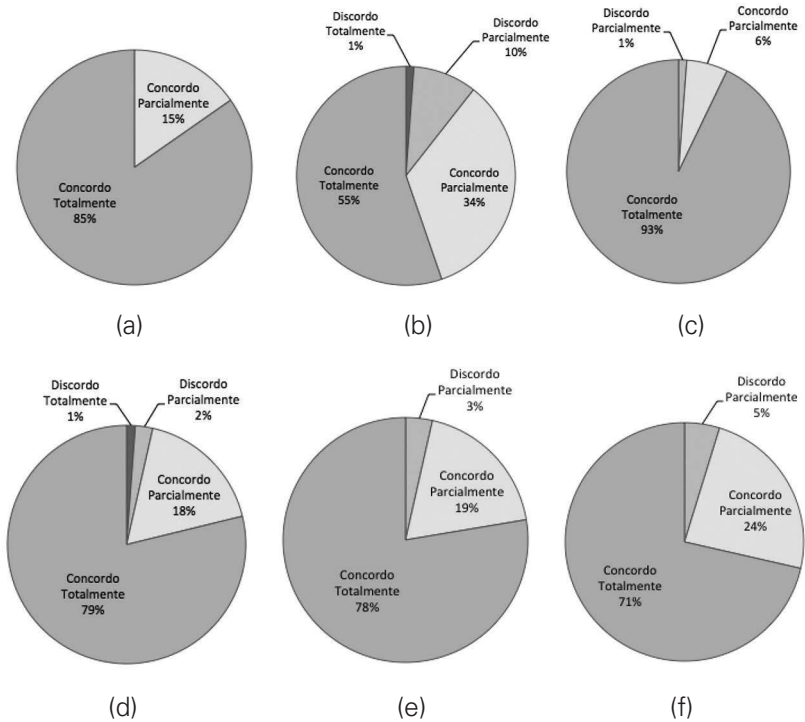 Concordo
Parcialmente
15%
Concordo
Totalmente
85%
(a)
Discordo
Totalmente
1%
Discordo
Parcialmente
10%
Concordo
Parcialmente
34%
Concordo
Totalmente
55%
(b)
Discordo
Parcialmente
1%
Concordo
Parcialmente
6%
Concordo
Totalmente
93%
(c)
Discordo
Totalmente
1%
Discordo
Parcialmente
2%
Concordo
Parcialmente
18%
Concordo
Totalmente
79%
(d)
Discordo
Parcialmente
3%
Concordo
Parcialmente
19%
Concordo
Totalmente
78%
(e)
Discordo
Parcialmente
5%
Concordo
Parcialmente
24%
Concordo
Totalmente
71%
(f)